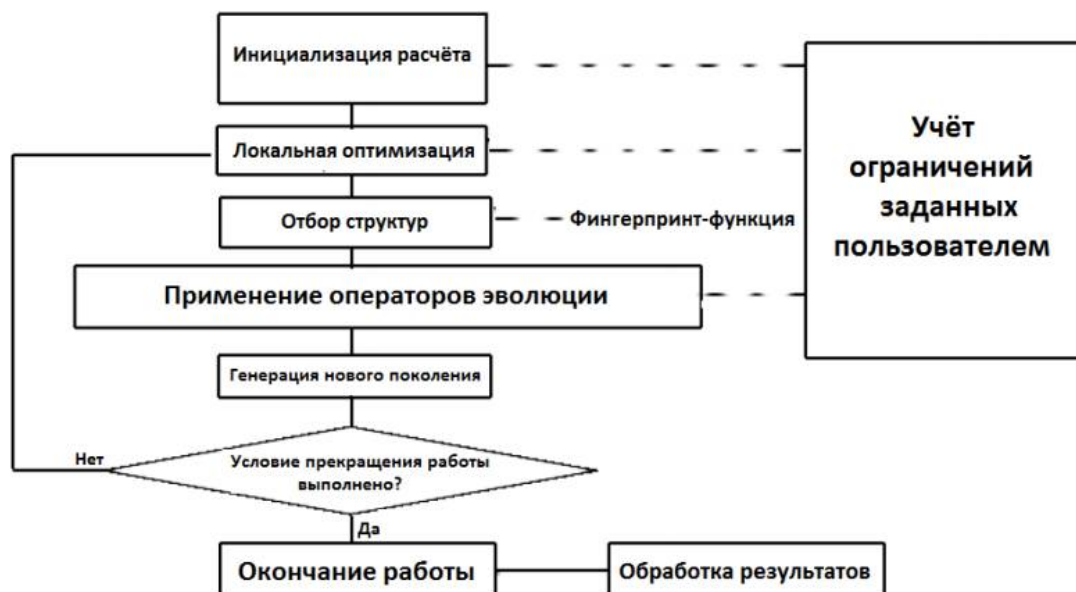 Инициализация расчёта
Локальная оптимизация
Отбор структур
Фингерпринт-функция
Учёт
ограничений
заданных
пользователем
Применение операторов эволюции
Генерация нового поколения
Нет
Условие прекращения работы
выполнено?
Да
Окончание работы
Обработка результатов